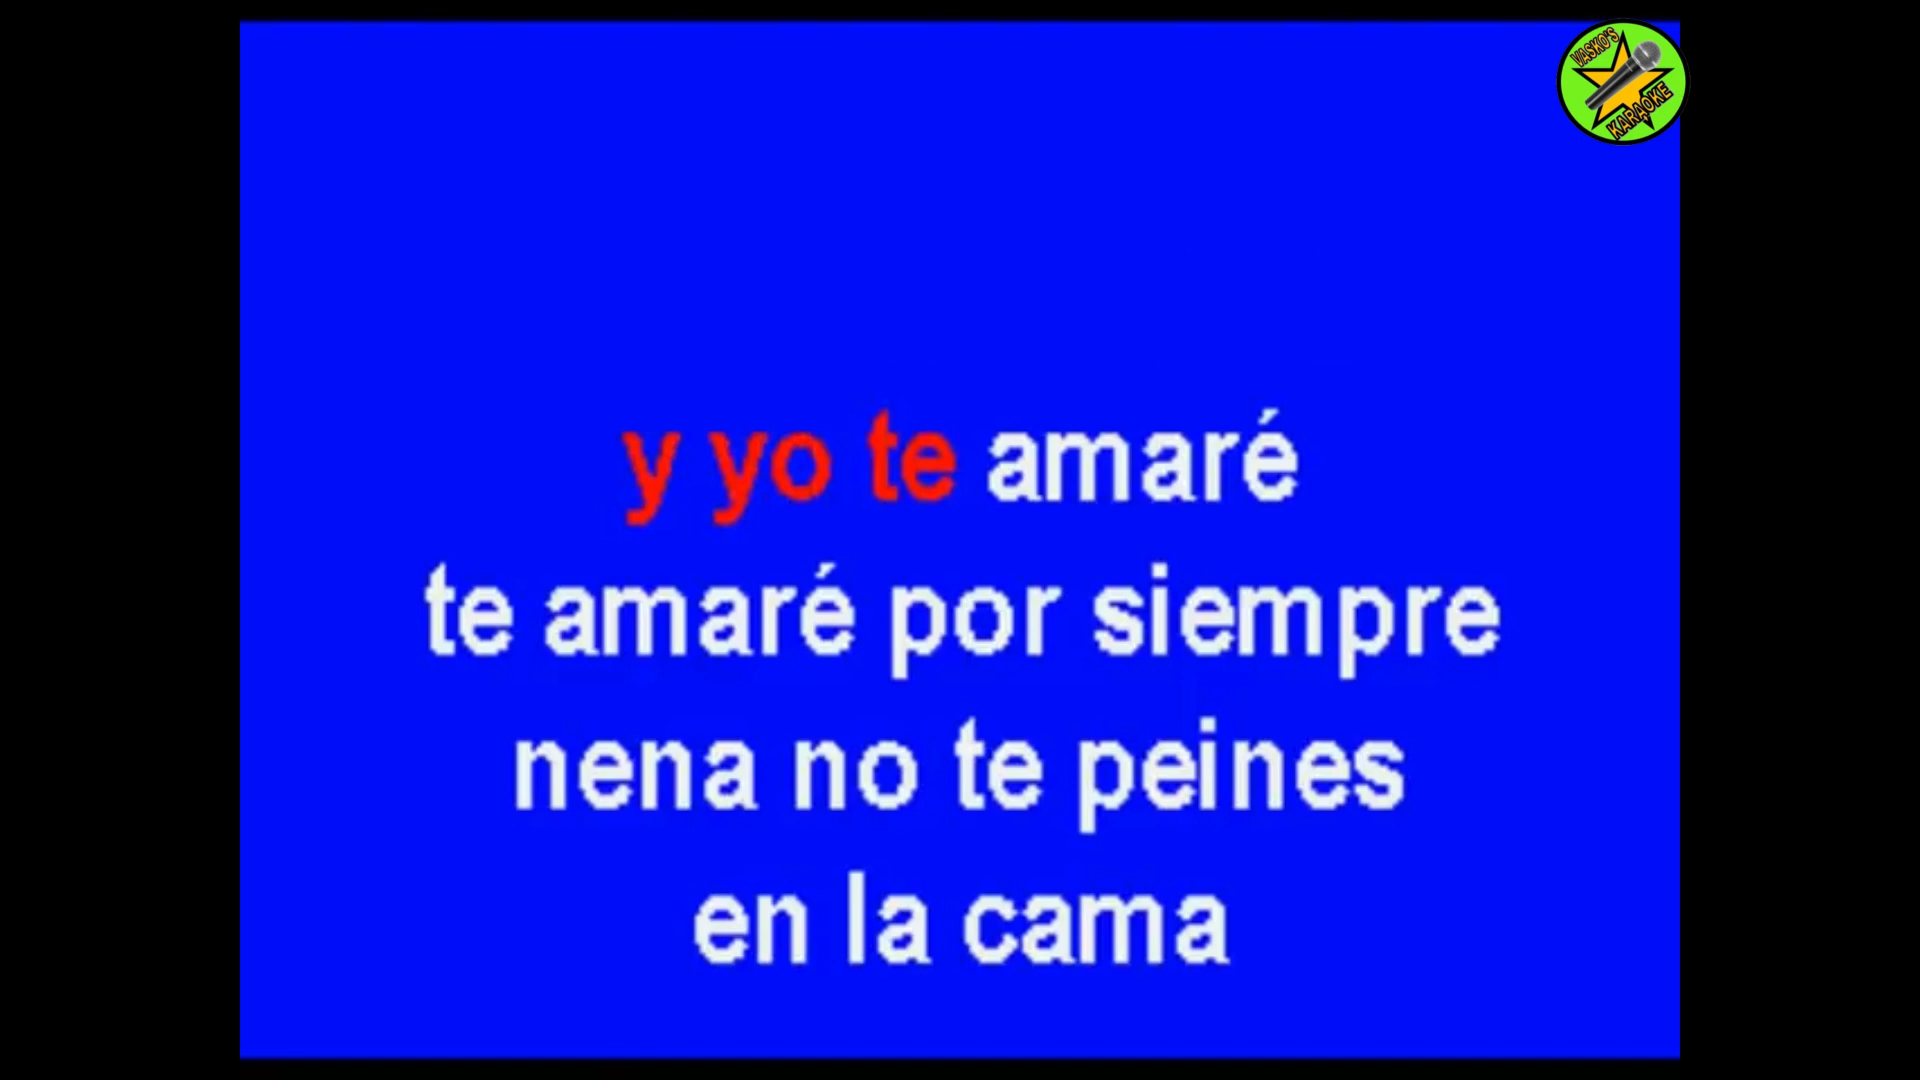 VASKO'S
KARAOKE
y yo te amaré
te amaré por siempre
nena no te peines
en la cama